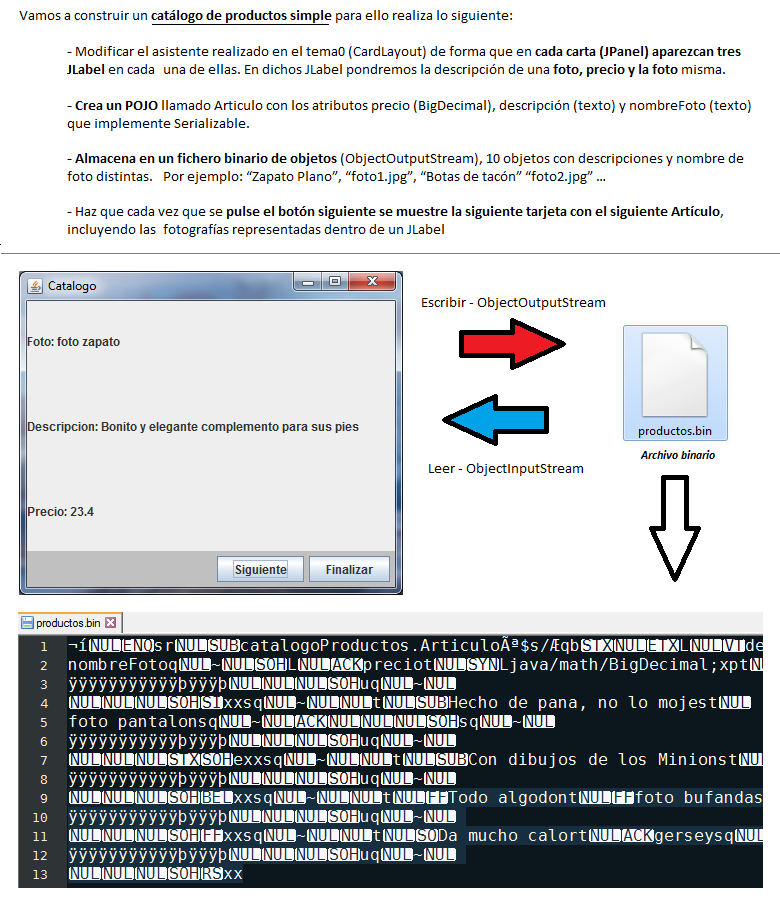 Vamos a construir un catálogo de productos simple para ello realiza lo siguiente:
- Modificar el asistente realizado en el tema0 (CardLayout) de forma que en cada carta (JPanel) aparezcan tres
JLabel en cada una de ellas. En dichos JLabel pondremos la descripción de una foto, precio y la foto misma.
- Crea un POJO llamado Articulo con los atributos precio (BigDecimal), descripción (texto) y nombreFoto (texto)
que implemente Serializable.
- Almacena en un fichero binario de objetos (ObjectOutputStream), 10 objetos con descripciones y nombre de
foto distintas. Por ejemplo: “Zapato Plano”, “foto1.jpg”, “Botas de tacón” “foto2.jpg” ...
- Haz que cada vez que se pulse el botón siguiente se muestre la siguiente tarjeta con el siguiente Artículo,
incluyendo las fotografías representadas dentro de un JLabel
Catalogo
Foto: foto zapato
Descripcion: Bonito y elegante complemento para sus pies
Precio: 23.4
Siguiente
Finalizar
Escribir - ObjectOutputStream
Leer - ObjectInputStream
productos.bin
Archivo binario
productos.bin
1 ¬íNULENQsrNULSUBcatalogoProductos.ArticuloÃª$s/ÆqbSTXNULETXLNULVTde
2 nombreFotoqNUL~NULSOHLNULACKpreciotNULSYNLjava/math/BigDecimal;xpt
3 ÿÿÿÿÿÿÿÿÿÿÿþÿÿÿþNULNULNULSOHuqNUL~NUL
4 NULNULNULSOHSIxxsqNUL~NULNULtNULSUBHecho de pana, no lo mojestNUL
5 foto pantalonsqNUL~NULACKNULNULNULSOHsqNUL~NUL
6 ÿÿÿÿÿÿÿÿÿÿÿþÿÿÿþNULNULNULSOHuqNUL~NUL
7 NULNULNULSTXSOHexxsqNUL~NULNULtNULSUBCon dibujos de los MinionstNUL
8 ÿÿÿÿÿÿÿÿÿÿÿþÿÿÿþNULNULNULSOHuqNUL~NUL
9 NULNULNULSOHBELxxsqNUL~NULNULtNULFFTodo algodontNULFFfoto bufandas
10 ÿÿÿÿÿÿÿÿÿÿÿþÿÿÿþNULNULNULSOHuqNUL~NUL
11 NULNULNULSOHFFxxsqNUL~NULNULtNULSODa mucho calortNULACKgerseysqNUL
12 ÿÿÿÿÿÿÿÿÿÿÿþÿÿÿþNULNULNULSOHuqNUL~NUL
13 NULNULNULSOHRSxx